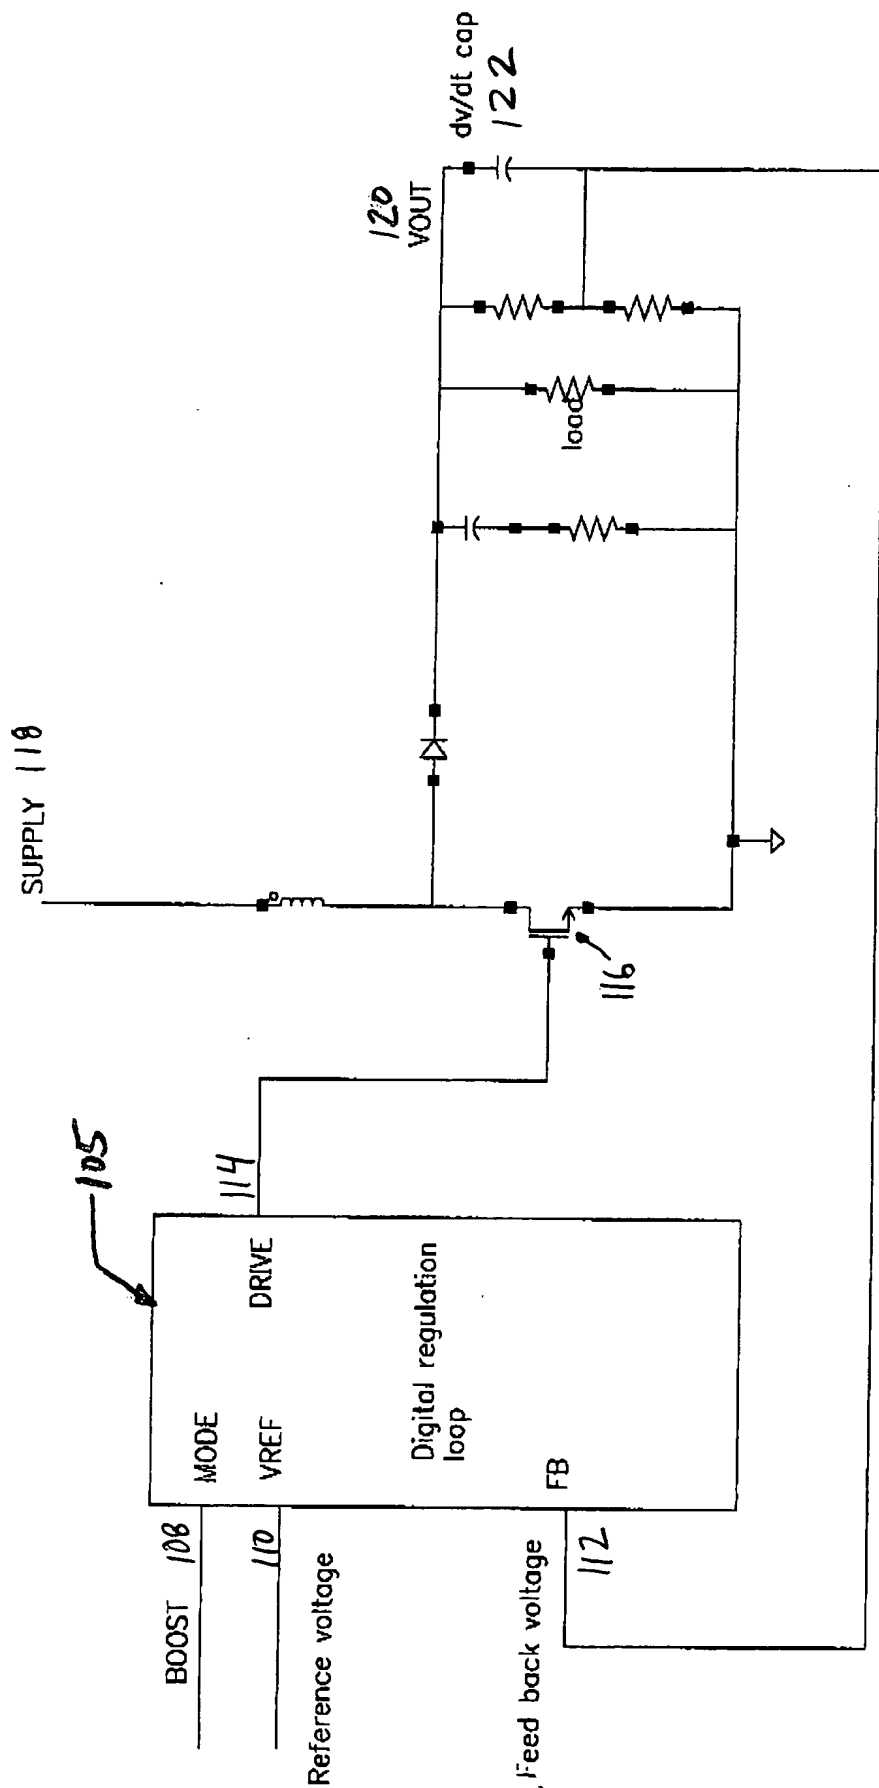 SUPPLY 118
120
VOUT
dv/dt cap
122
load
116
105
114
BOOST 108
MODE
DRIVE
110
VREF
Reference voltage
Digital regulation
loop
FB
Feed back voltage
112